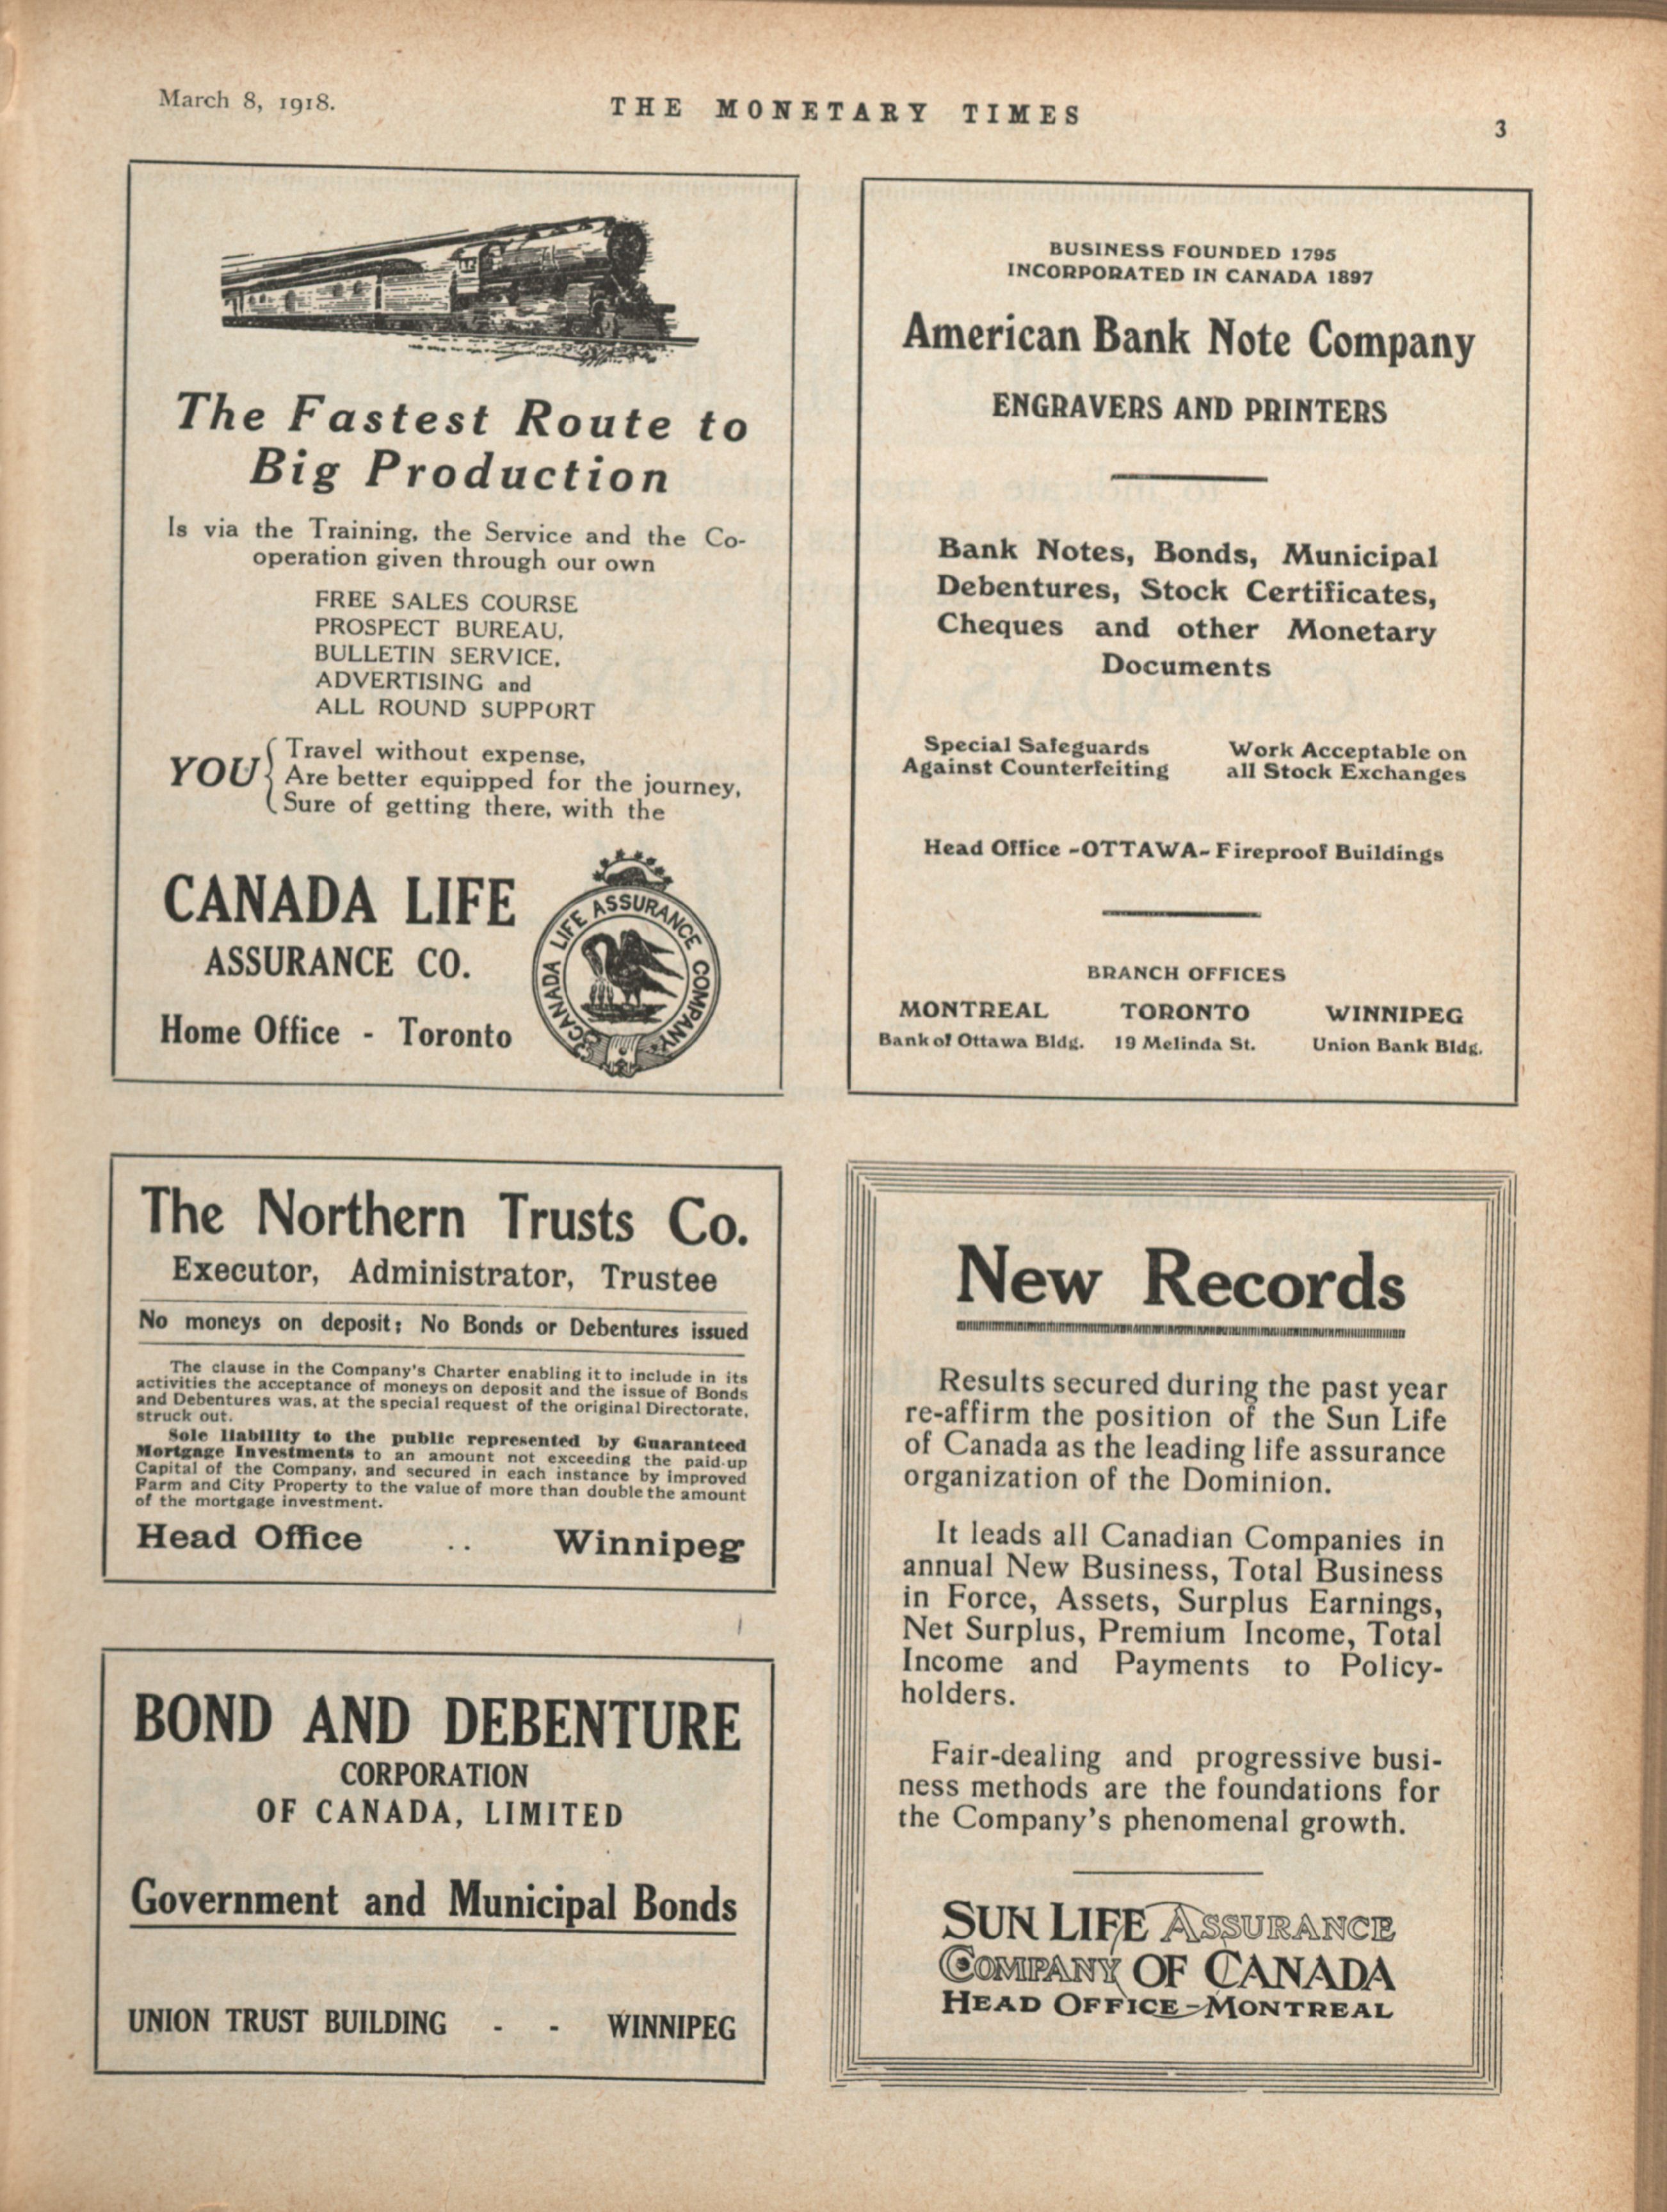 March 8, 1918.
THE MONETARY TIMES
3
The Fastest Route to
Big Production
Is via the Training, the Service and the Co-
operation given through our own
FREE SALES COURSE
PROSPECT BUREAU,
BULLETIN SERVICE,
ADVERTISING and
ALL ROUND SUPPORT
YOU
Travel without expense,
Are better equipped for the journey,
Sure of getting there, with the
CANADA LIFE
ASSURANCE CO.
Home Office - Toronto
CANADA LIFE ASSURANCE COMPANY
BUSINESS FOUNDED 1795
INCORPORATED IN CANADA 1897
American Bank Note Company
ENGRAVERS AND PRINTERS
Bank Notes, Bonds, Municipal
Debentures, Stock Certificates,
Cheques and other Monetary
Documents
Special Safeguards
Against Counterfeiting
Work Acceptable on
all Stock Exchanges
Head Office -OTTAWA- Fireproof Buildings
BRANCH OFFICES
MONTREAL
Bank of Ottawa Bldg.
TORONTO
19 Melinda St.
WINNIPEG
Union Bank Bldg.
The Northern Trusts Co.
Executor, Administrator, Trustee
No moneys on deposit; No Bonds or Debentures issued
The clause in the Company's Charter enabling it to include in its
activities the acceptance of moneys on deposit and the issue of Bonds
and Debentures was, at the special request of the original Directorate,
struck out.
Sole liability to the public represented by Guaranteed
Mortgage Investments to an amount not exceeding the paid-up
Capital of the Company, and secured in each instance by improved
Farm and City Property to the value of more than double the amount
of the mortgage investment.
Head Office .. Winnipeg
BOND AND DEBENTURE
CORPORATION
OF CANADA, LIMITED
Government and Municipal Bonds
UNION TRUST BUILDING - - WINNIPEG
New Records
Results secured during the past year
re-affirm the position of the Sun Life
of Canada as the leading life assurance
organization of the Dominion.
It leads all Canadian Companies in
annual New Business, Total Business
in Force, Assets, Surplus Earnings,
Net Surplus, Premium Income, Total
Income and Payments to Policy-
holders.
Fair-dealing and progressive busi-
ness methods are the foundations for
the Company's phenomenal growth.
SUN LIFE ASSURANCE
COMPANY OF CANADA
HEAD OFFICE-MONTREAL